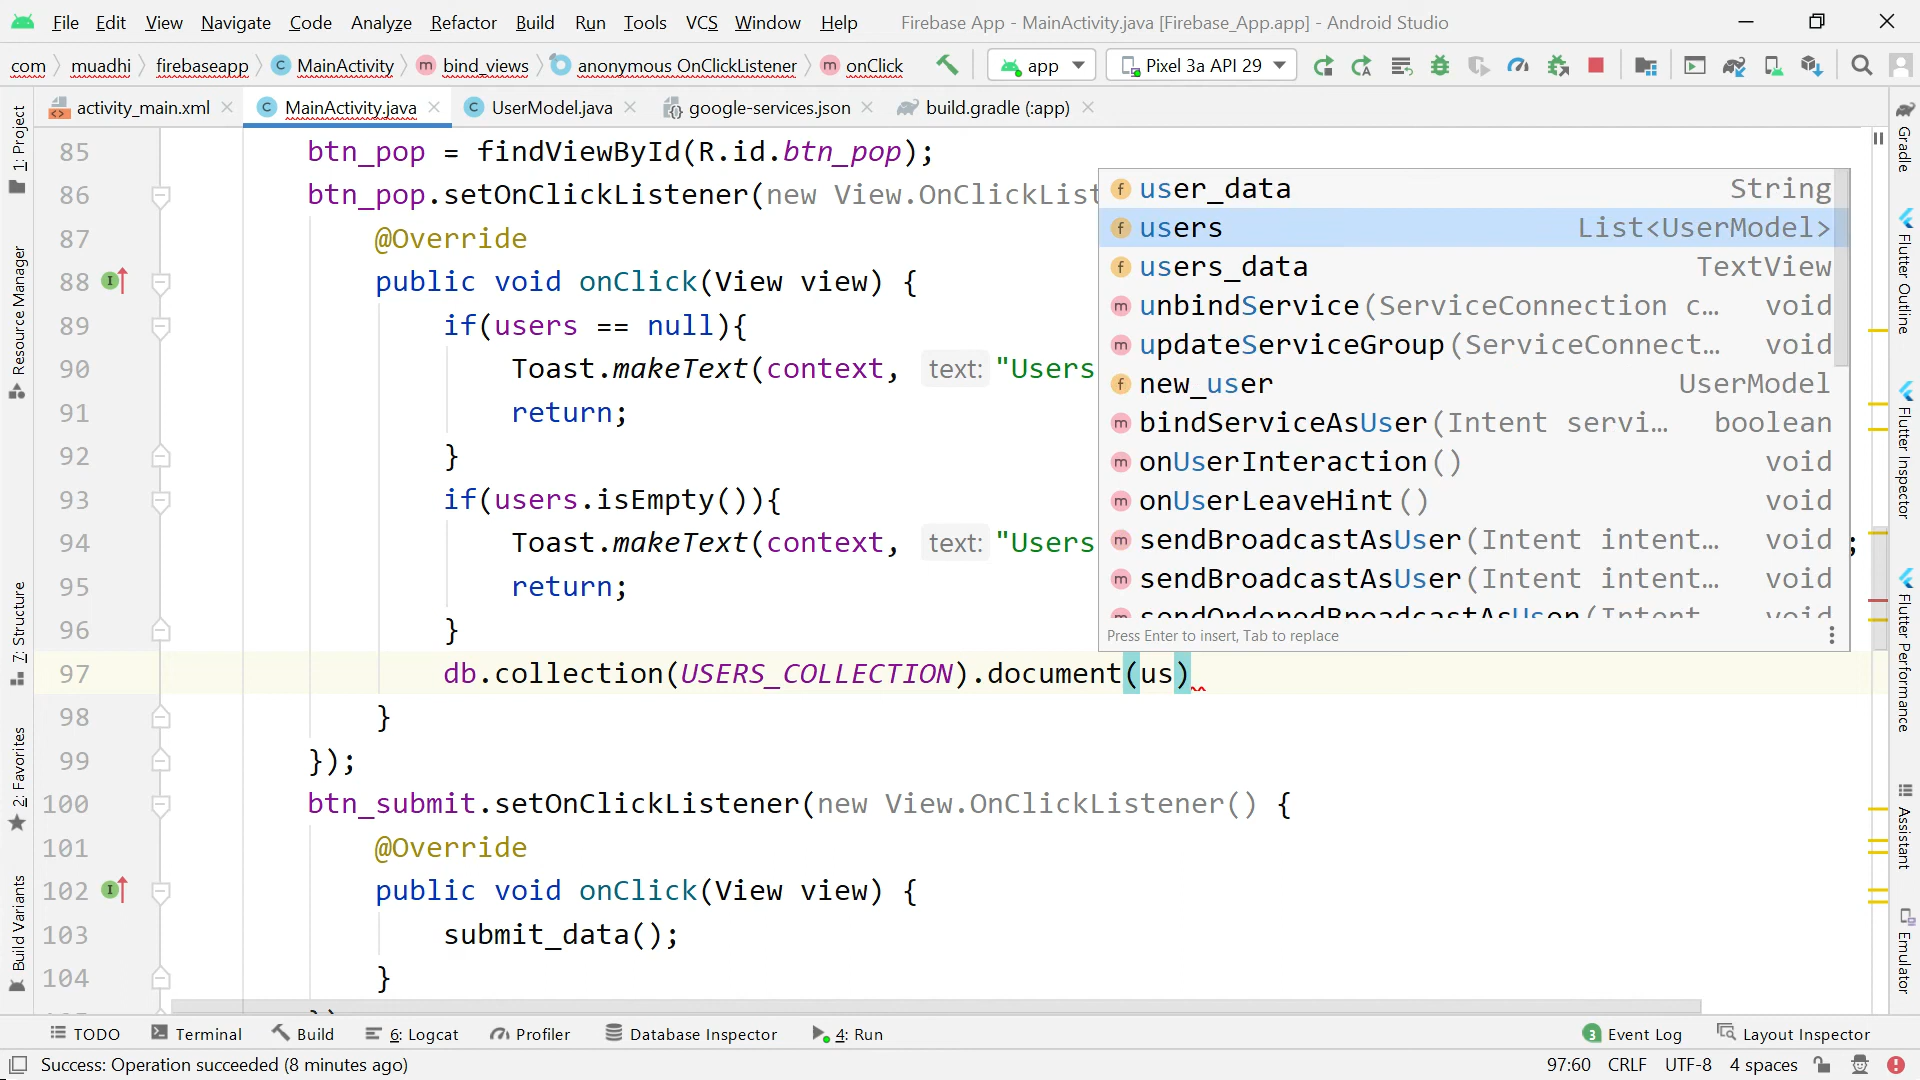 File Edit View Navigate Code Analyze Refactor Build Run Tools VCS Window Help Firebase App - MainActivity.java [Firebase_App.app] - Android Studio
com muadhi firebaseapp MainActivity bind_views anonymous OnClickListener onClick app Pixel 3a API 29
activity_main.xml MainActivity.java UserModel.java google-services.json build.gradle (:app)
1: Project
Resource Manager
7: Structure
2: Favorites
Build Variants
85 btn_pop = findViewById(R.id.btn_pop);
86 btn_pop.setOnClickListener(new View.OnClickList
87 @Override
88 public void onClick(View view) {
89 if(users == null){
90 Toast.makeText(context, text: "Users
91 return;
92 }
93 if(users.isEmpty()){
94 Toast.makeText(context, text: "Users ;
95 return;
96 }
97 db.collection(USERS_COLLECTION).document(us)
98 }
99 });
100 btn_submit.setOnClickListener(new View.OnClickListener() {
101 @Override
102 public void onClick(View view) {
103 submit_data();
104 }
user_data String
users List<UserModel>
users_data TextView
unbindService(ServiceConnection c… void
updateServiceGroup(ServiceConnect… void
new_user UserModel
bindServiceAsUser(Intent servi… boolean
onUserInteraction() void
onUserLeaveHint() void
sendBroadcastAsUser(Intent intent… void
sendBroadcastAsUser(Intent intent… void
sendOrderedBroadcastAsUser(Intent void
Press Enter to insert, Tab to replace
Gradle
Flutter Outline
Flutter Inspector
Flutter Performance
Assistant
Emulator
TODO Terminal Build 6: Logcat Profiler Database Inspector 4: Run 3 Event Log Layout Inspector
Success: Operation succeeded (8 minutes ago) 97:60 CRLF UTF-8 4 spaces